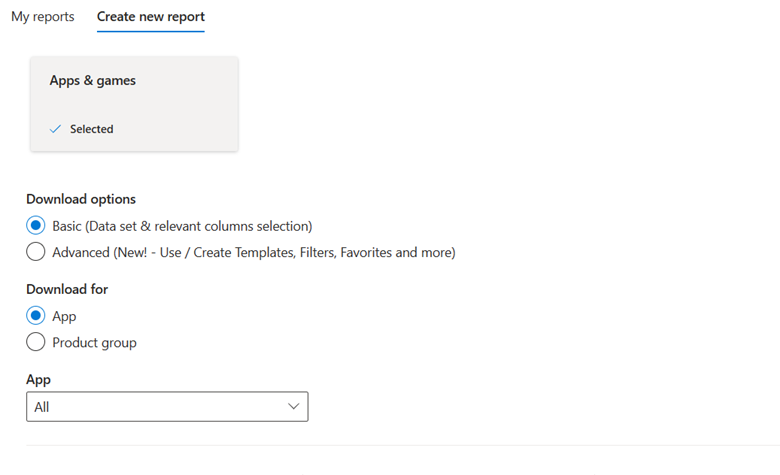 My reports Create new report
Apps & games
Selected
Download options
Basic (Data set & relevant columns selection)
Advanced (New! - Use / Create Templates, Filters, Favorites and more)
Download for
App
Product group
App
All